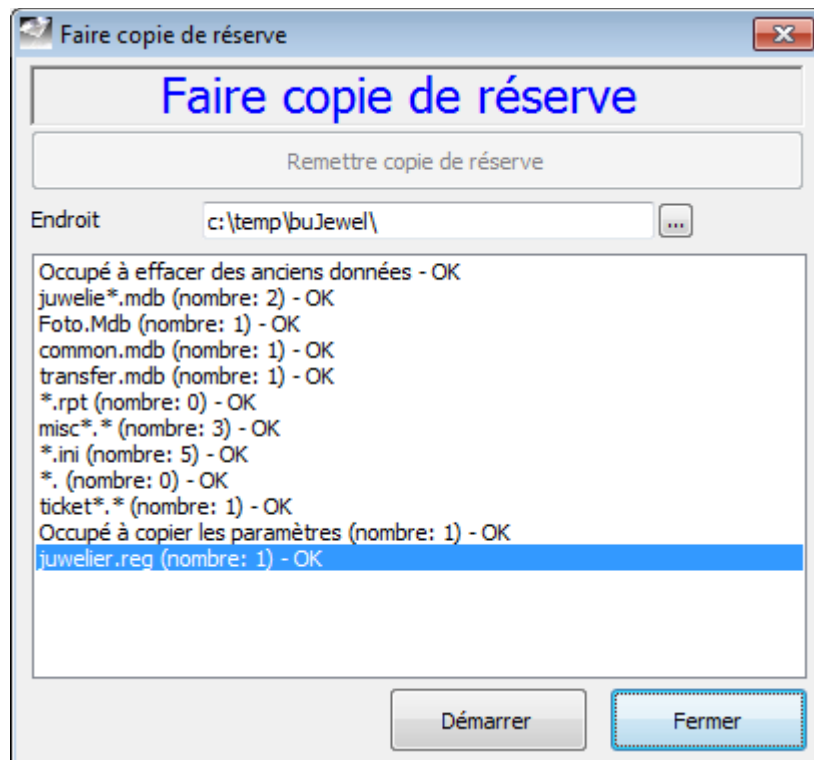 Faire copie de réserve
Faire copie de réserve
Remettre copie de réserve
Endroit c:\temp\buJewel\ ...
Occupé à effacer des anciens données - OK
juwelie*.mdb (nombre: 2) - OK
Foto.Mdb (nombre: 1) - OK
common.mdb (nombre: 1) - OK
transfer.mdb (nombre: 1) - OK
*.rpt (nombre: 0) - OK
misc*.* (nombre: 3) - OK
*.ini (nombre: 5) - OK
*. (nombre: 0) - OK
ticket*.* (nombre: 1) - OK
Occupé à copier les paramètres (nombre: 1) - OK
juwelier.reg (nombre: 1) - OK
Démarrer Fermer